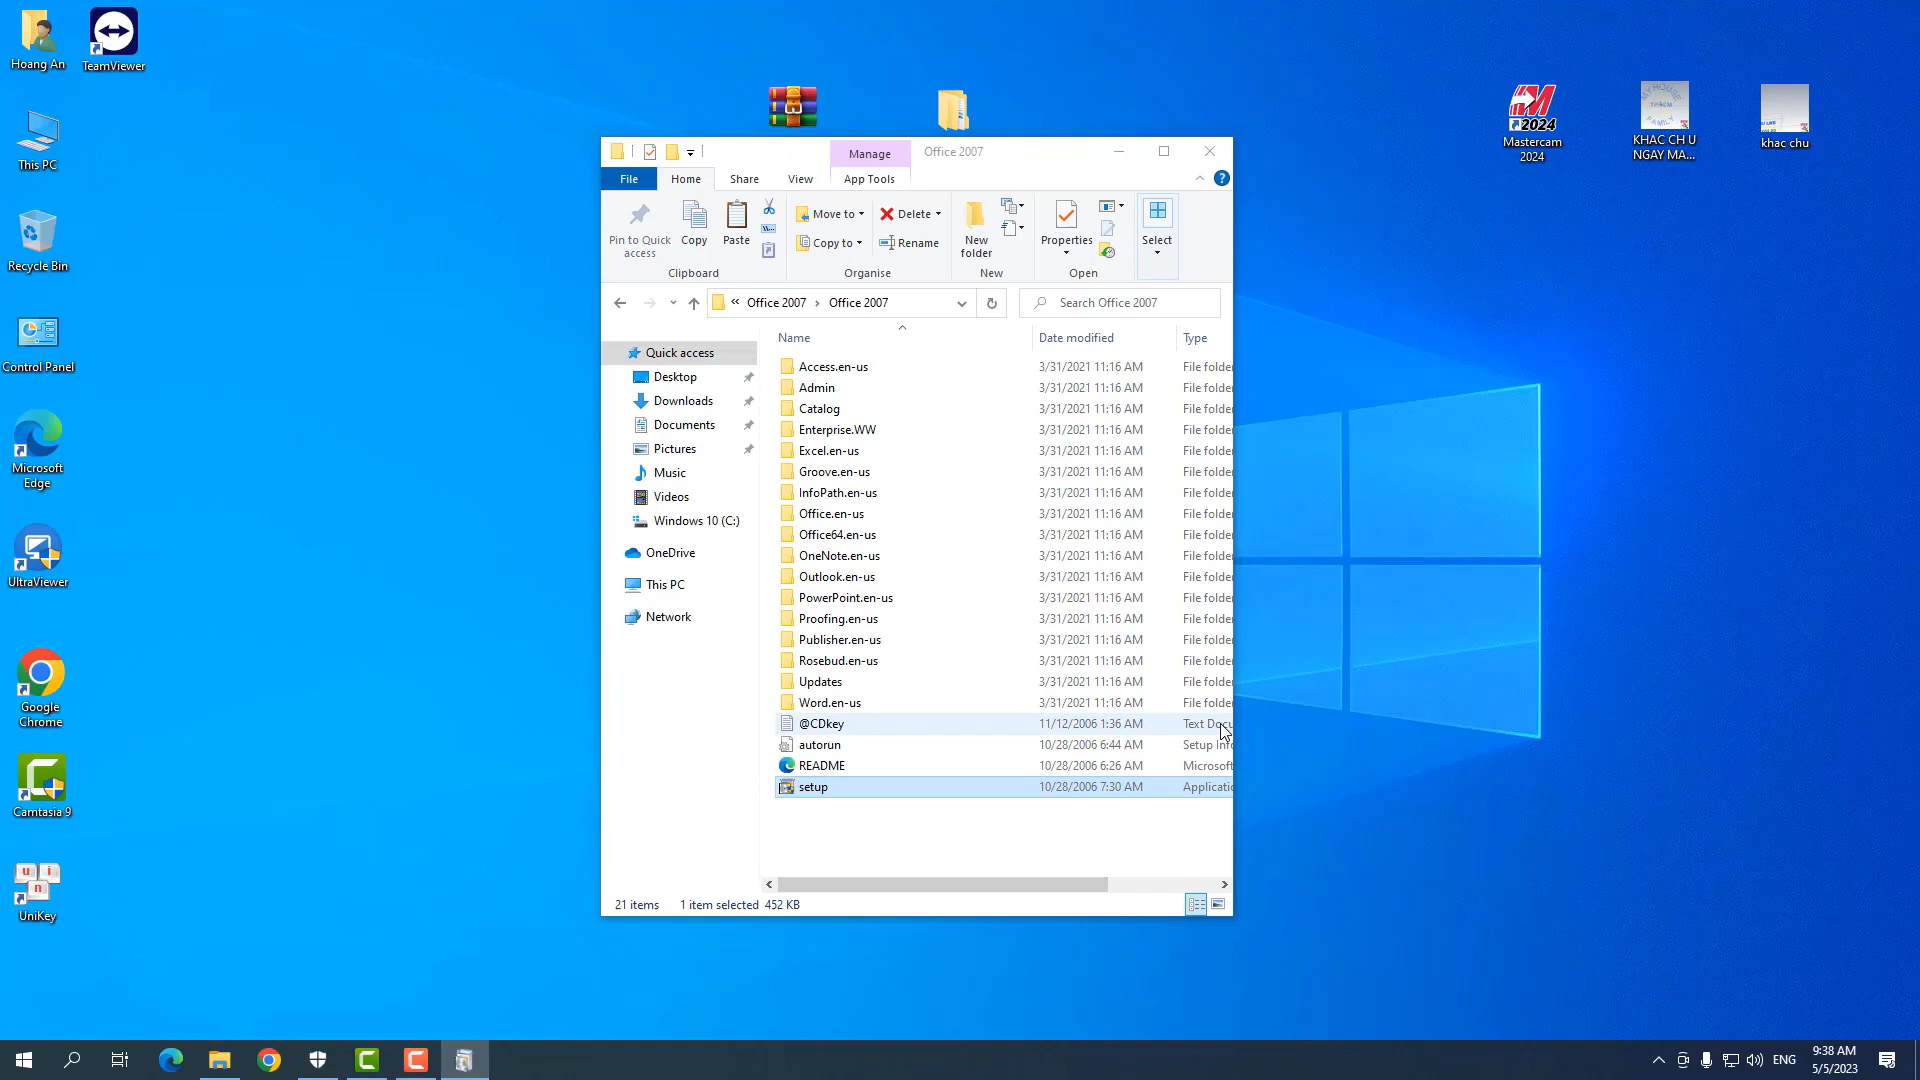 Hoang An
TeamViewer
This PC
Recycle Bin
Control Panel
Microsoft
Edge
UltraViewer
Google
Chrome
Camtasia 9
UniKey
2024
Mastercam
2024
MY HOUSE
FAMILY
KHAC CH U
NGAY MA...
khac chu
Manage
Office 2007
File
Home
Share
View
App Tools
Pin to Quick
access
Copy
Paste
Move to
Copy to
Delete
Rename
New
folder
Properties
Select
Clipboard
Organise
New
Open
« Office 2007 › Office 2007
Search Office 2007
Quick access
Desktop
Downloads
Documents
Pictures
Music
Videos
Windows 10 (C:)
OneDrive
This PC
Network
Name Date modified Type
Access.en-us 3/31/2021 11:16 AM File folde
Admin 3/31/2021 11:16 AM File folde
Catalog 3/31/2021 11:16 AM File folde
Enterprise.WW 3/31/2021 11:16 AM File folde
Excel.en-us 3/31/2021 11:16 AM File folde
Groove.en-us 3/31/2021 11:16 AM File folde
InfoPath.en-us 3/31/2021 11:16 AM File folde
Office.en-us 3/31/2021 11:16 AM File folde
Office64.en-us 3/31/2021 11:16 AM File folde
OneNote.en-us 3/31/2021 11:16 AM File folde
Outlook.en-us 3/31/2021 11:16 AM File folde
PowerPoint.en-us 3/31/2021 11:16 AM File folde
Proofing.en-us 3/31/2021 11:16 AM File folde
Publisher.en-us 3/31/2021 11:16 AM File folde
Rosebud.en-us 3/31/2021 11:16 AM File folde
Updates 3/31/2021 11:16 AM File folde
Word.en-us 3/31/2021 11:16 AM File folde
@CDkey 11/12/2006 1:36 AM Text Docu
autorun 10/28/2006 6:44 AM Setup Info
README 10/28/2006 6:26 AM Microsof
setup 10/28/2006 7:30 AM Applicatio
21 items 1 item selected 452 KB
ENG
9:38 AM
5/5/2023